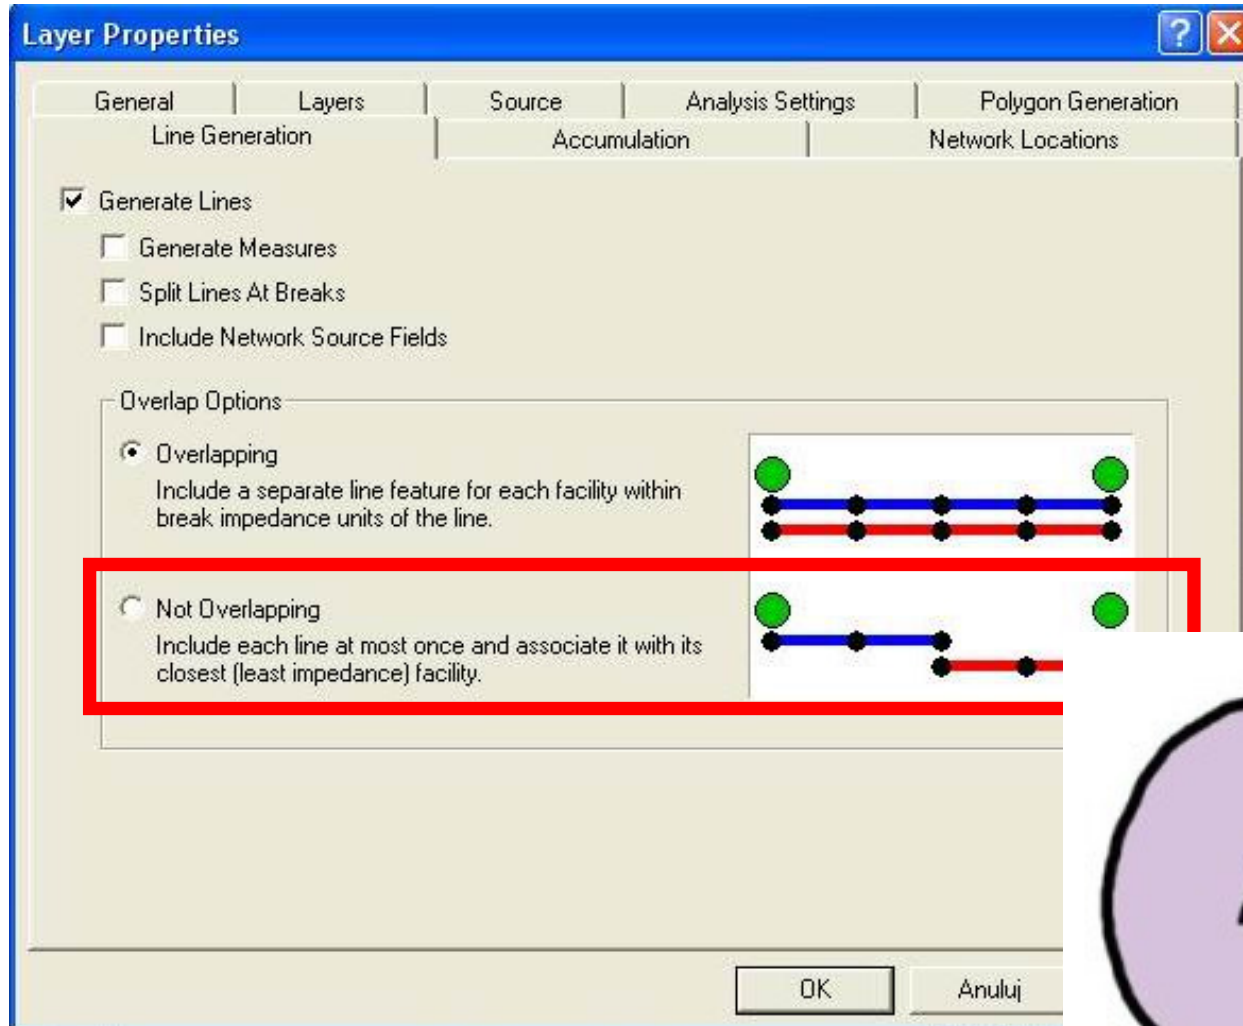 Layer Properties
General Layers Source Analysis Settings Polygon Generation
Line Generation Accumulation Network Locations
Generate Lines
Generate Measures
Split Lines At Breaks
Include Network Source Fields
Overlap Options
Overlapping
Include a separate line feature for each facility within
break impedance units of the line.
Not Overlapping
Include each line at most once and associate it with its
closest (least impedance) facility.
OK Anuluj